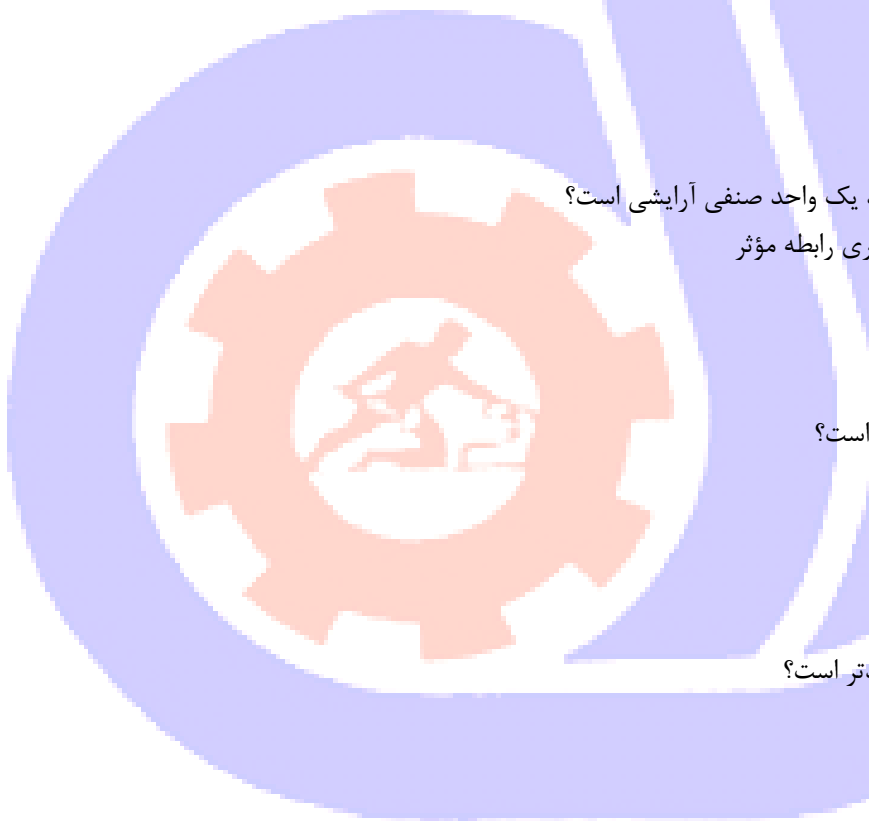 یک واحد صنفی آرایشی است؟
ری رابطه مؤثر
است؟
تر است؟